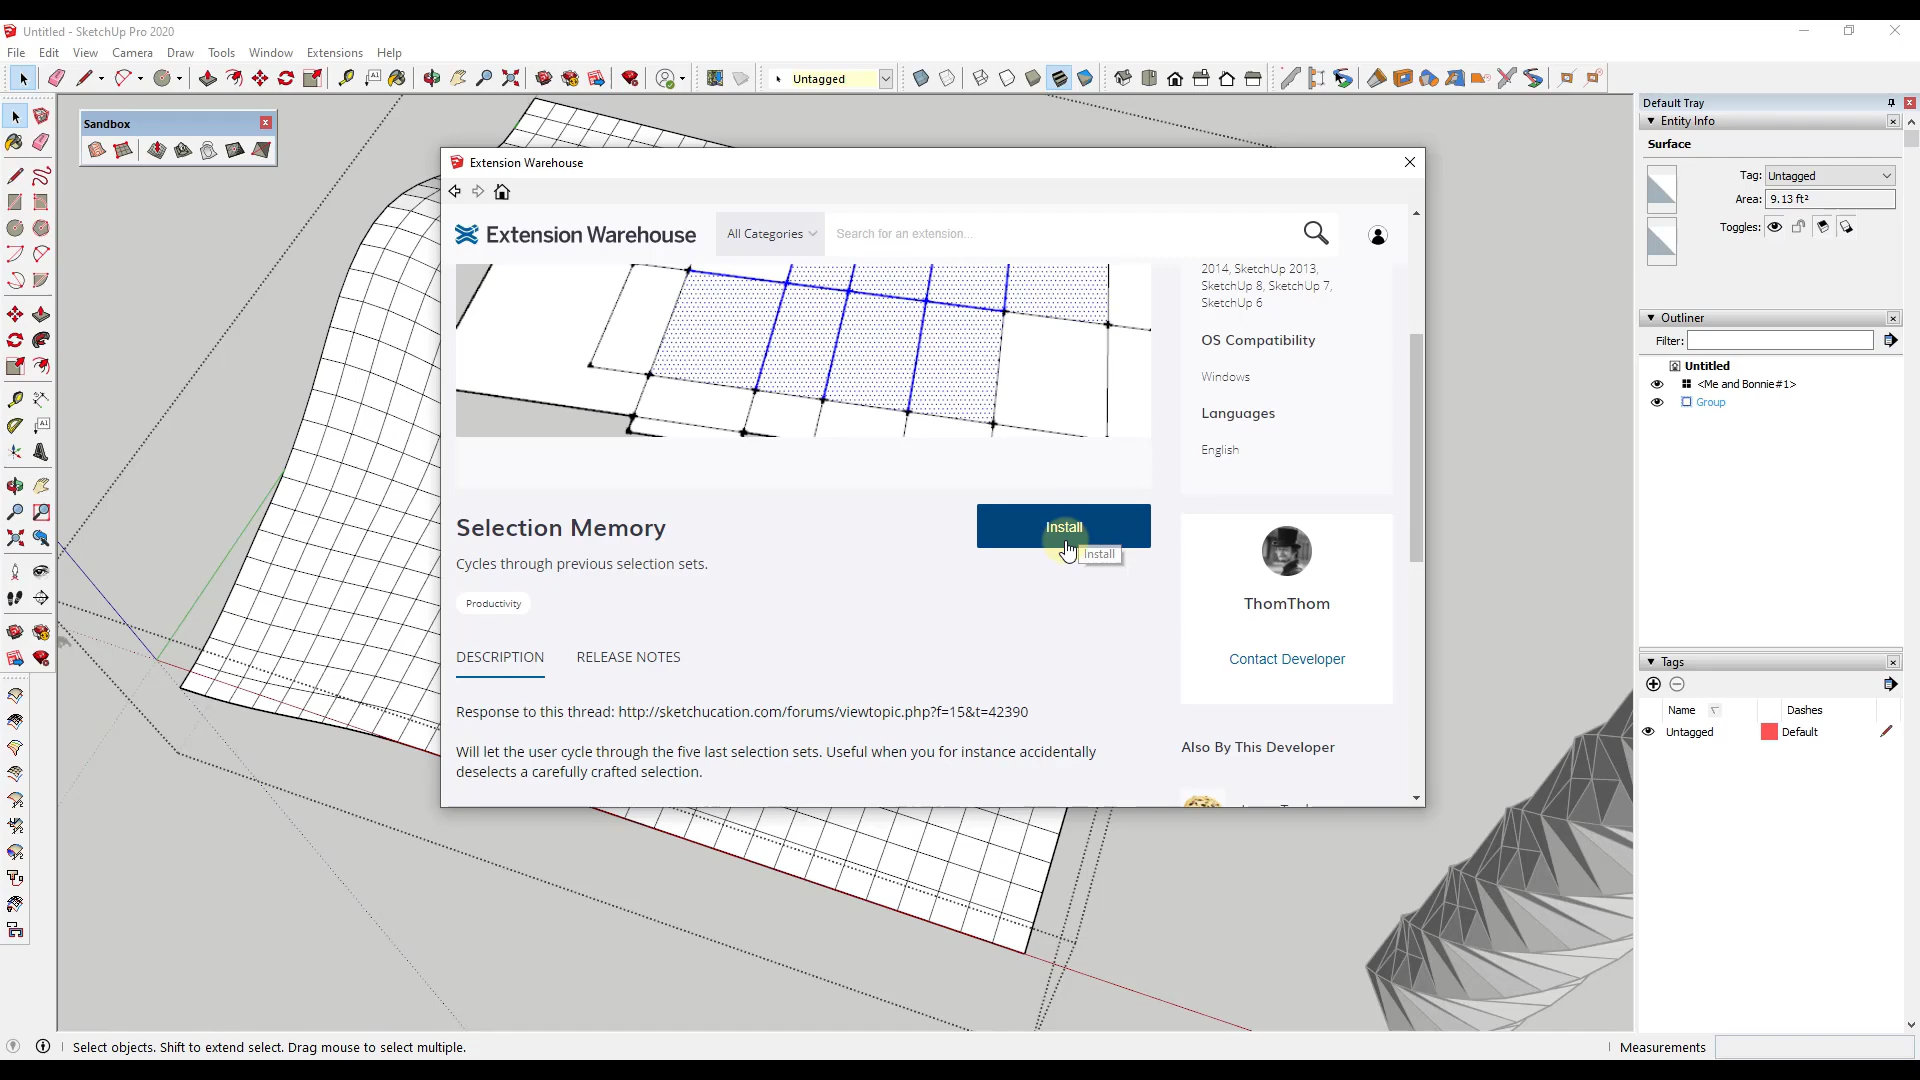 Untitled - SketchUp Pro 2020
File Edit View Camera Draw Tools Window Extensions Help
Untagged
Sandbox
Extension Warehouse
Extension Warehouse
All Categories
Search for an extension...
2014, SketchUp 2013,
SketchUp 8, SketchUp 7,
SketchUp 6
OS Compatibility
Windows
Languages
English
Selection Memory
Install
Install
Cycles through previous selection sets.
Productivity
DESCRIPTION RELEASE NOTES
Response to this thread: http://sketchucation.com/forums/viewtopic.php?f=15&t=42390
Will let the user cycle through the five last selection sets. Useful when you for instance accidentally
deselects a carefully crafted selection.
ThomThom
Contact Developer
Also By This Developer
Default Tray
Entity Info
Surface
Tag: Untagged
Area: 9.13 ft²
Toggles:
Outliner
Filter:
Untitled
<Me and Bonnie#1>
Group
Tags
Name Dashes
Untagged Default
Select objects. Shift to extend select. Drag mouse to select multiple.
Measurements